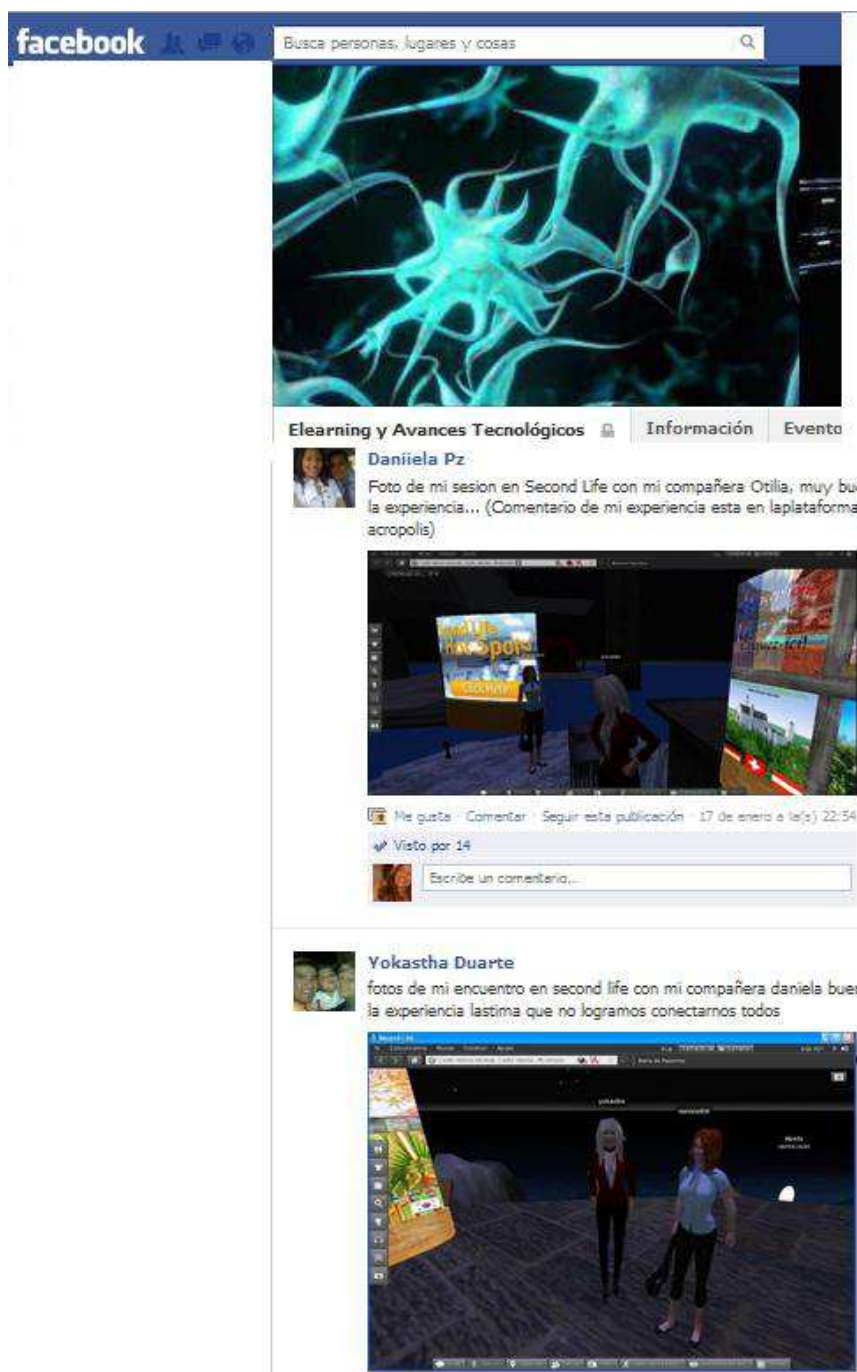 facebook
Busca personas, lugares y cosas
Elearning y Avances Tecnológicos
Información
Evento
Daniiela Pz
Foto de mi sesion en Second Life con mi compañera Otilia, muy bu
la experiencia... (Comentario de mi experiencia esta en laplataforma
acropolis)
Me gusta · Comentar · Seguir esta publicación · 17 de enero a la(s) 22:54
Visto por 14
Escribe un comentario...
Yokastha Duarte
fotos de mi encuentro en second life con mi compañera daniela bue
la experiencia lastima que no logramos conectarnos todos
yokastha